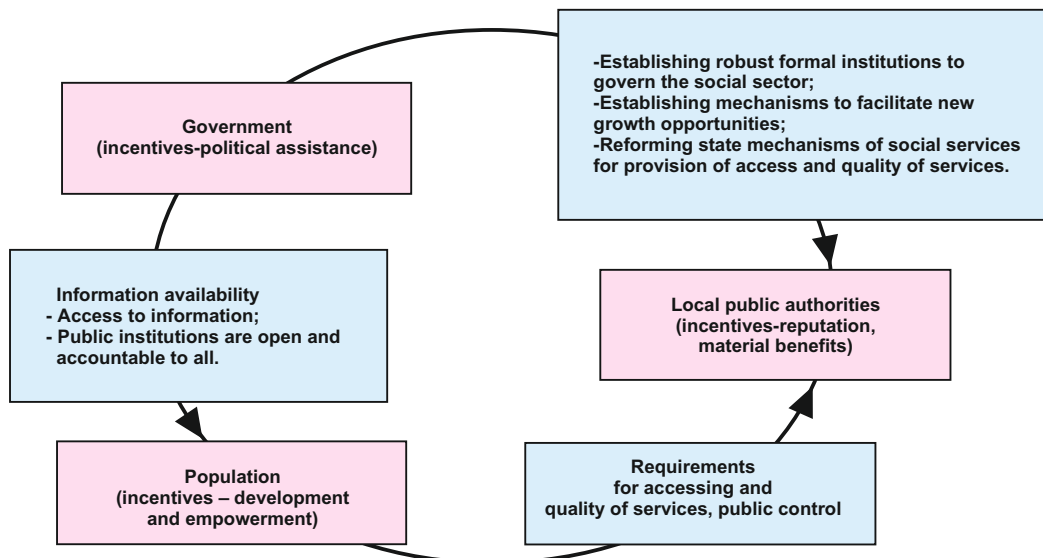 Government
(incentives-political assistance)
-Establishing robust formal institutions to
govern the social sector;
-Establishing mechanisms to facilitate new
growth opportunities;
-Reforming state mechanisms of social services
for provision of access and quality of services.
Information availability
- Access to information;
- Public institutions are open and
accountable to all.
Local public authorities
(incentives-reputation,
material benefits)
Population
(incentives – development
and empowerment)
Requirements
for accessing and
quality of services, public control